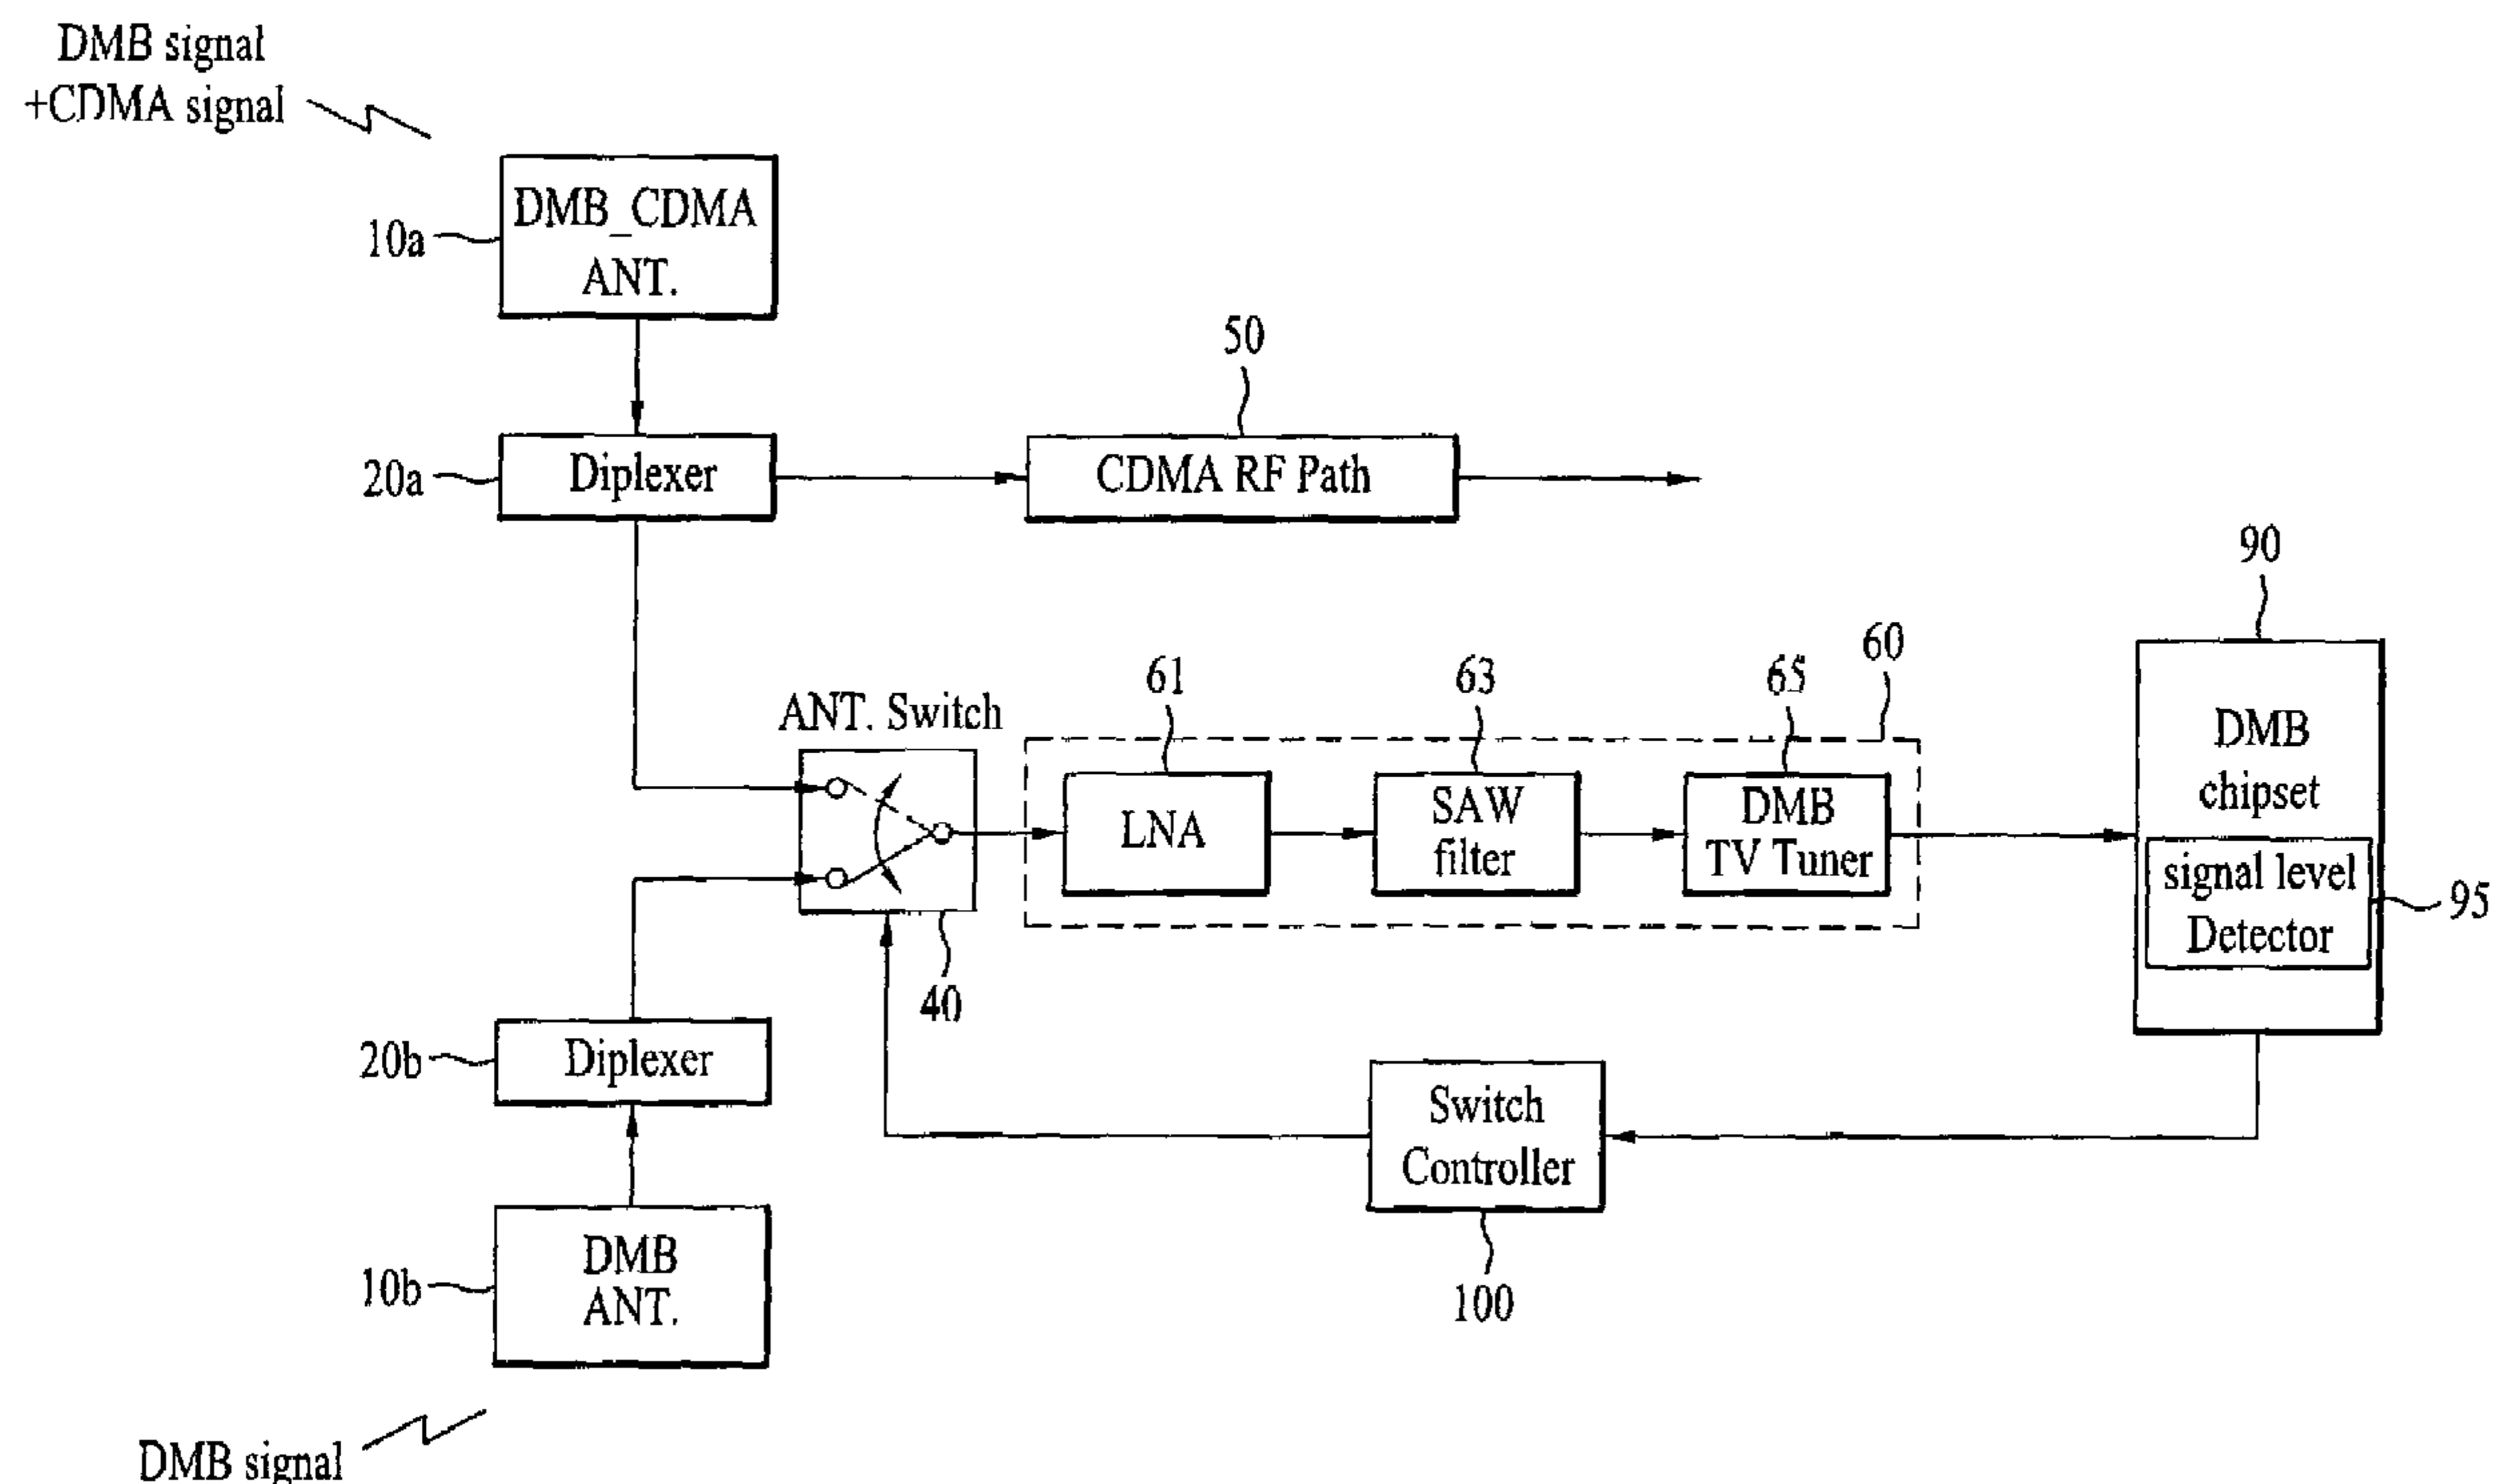 DMB signal
+CDMA signal
DMB_CDMA
ANT.
10a
50
20a
Diplexer
CDMA RF Path
90
60
61
63
65
ANT. Switch
DMB
chipset
LNA
SAW
filter
DMB
TV Tuner
signal level
Detector
95
40
20b
Diplexer
Switch
Controller
10b
DMB
ANT.
100
DMB signal